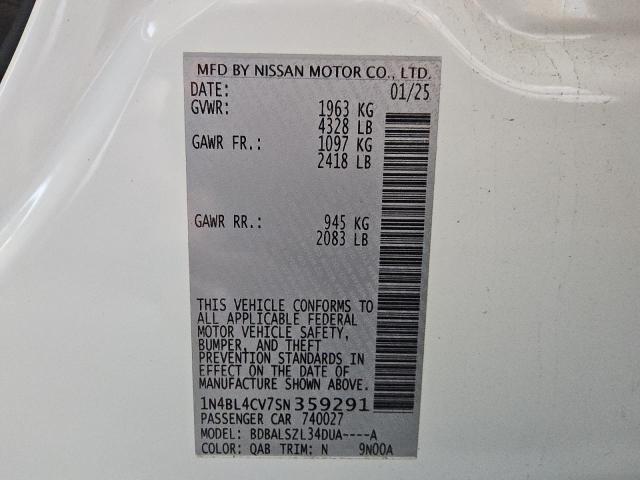 MFD BY NISSAN MOTOR CO., LTD.
DATE: 01/25
GVWR: 1963 KG
4328 LB
GAWR FR.: 1097 KG
2418 LB
GAWR RR.: 945 KG
2083 LB
THIS VEHICLE CONFORMS TO
ALL APPLICABLE FEDERAL
MOTOR VEHICLE SAFETY,
BUMPER, AND THEFT
PREVENTION STANDARDS IN
EFFECT ON THE DATE OF
MANUFACTURE SHOWN ABOVE.
1N4BL4CV7SN359291
PASSENGER CAR 740027
MODEL: BDBALSZL34DUA----A
COLOR: QAB TRIM: N 9N00A